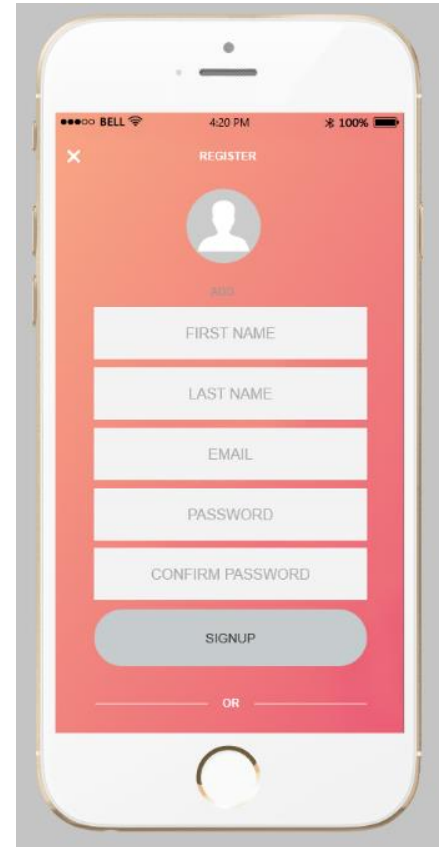 BELL 4:20 PM 100%
REGISTER
ADD
FIRST NAME
LAST NAME
EMAIL
PASSWORD
CONFIRM PASSWORD
SIGNUP
OR